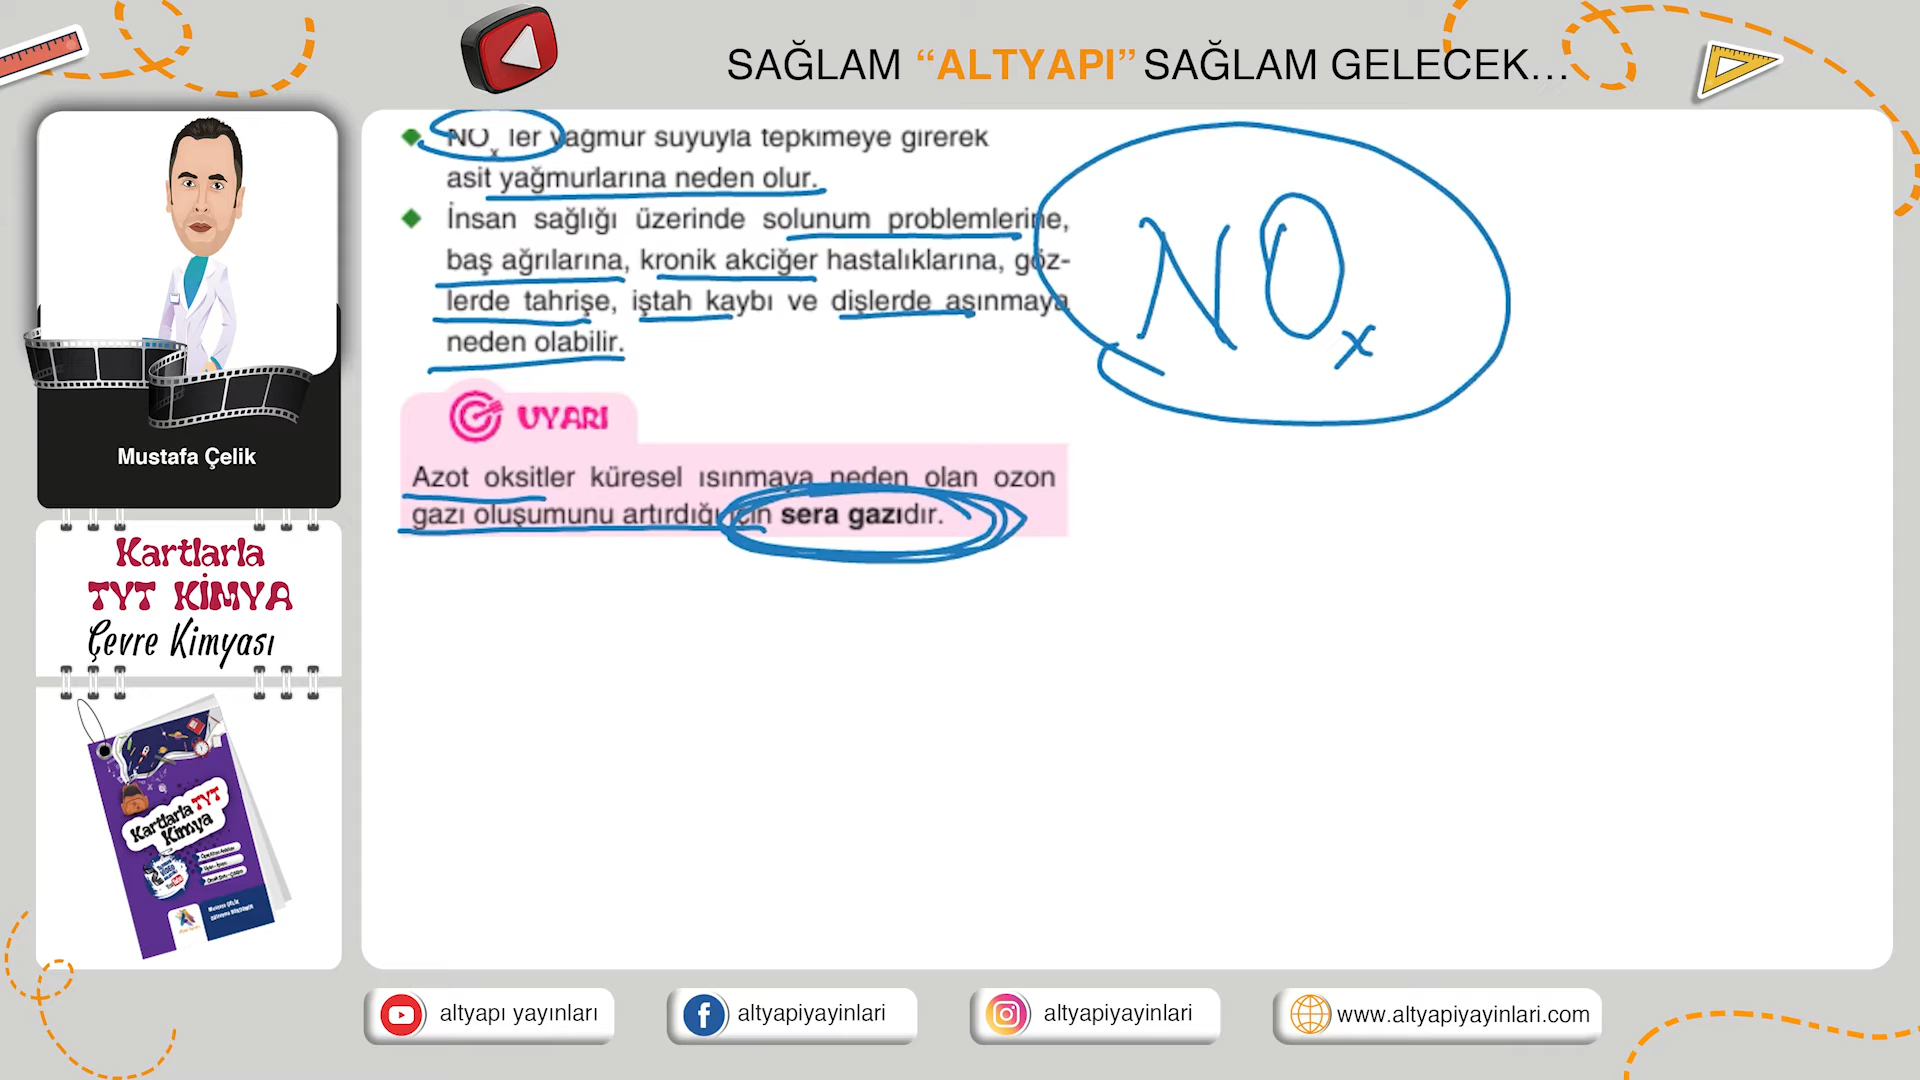 SAĞLAM “ALTYAPI” SAĞLAM GELECEK...
NOx ler yağmur suyuyla tepkimeye girerek
asit yağmurlarına neden olur.
İnsan sağlığı üzerinde solunum problemlerine,
baş ağrılarına, kronik akciğer hastalıklarına, göz-
lerde tahrişe, iştah kaybı ve dişlerde aşınmaya
neden olabilir.
NOx
UYARI
Azot oksitler küresel ısınmaya neden olan ozon
gazı oluşumunu artırdığı için sera gazıdır.
Mustafa Çelik
Kartlarla
TYT KİMYA
Çevre Kimyası
Kartlarla TYT
Kimya
altyapı yayınları
altyapiyayinlari
altyapiyayinlari
www.altyapiyayinlari.com